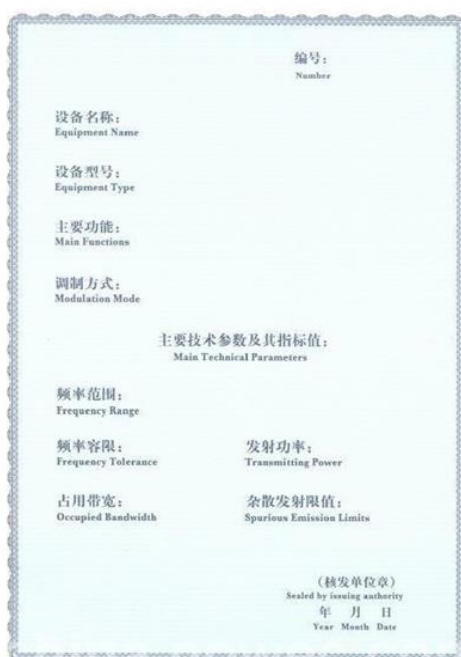 编号：
Number
设备名称：
Equipment Name
设备型号：
Equipment Type
主要功能：
Main Functions
调制方式：
Modulation Mode
主要技术参数及其指标值：
Main Technical Parameters
频率范围：
Frequency Range
频率容限： 发射功率：
Frequency Tolerance Transmitting Power
占用带宽： 杂散发射限值：
Occupied Bandwidth Spurious Emission Limits
（核发单位章）
Sealed by issuing authority
年 月 日
Year Month Date